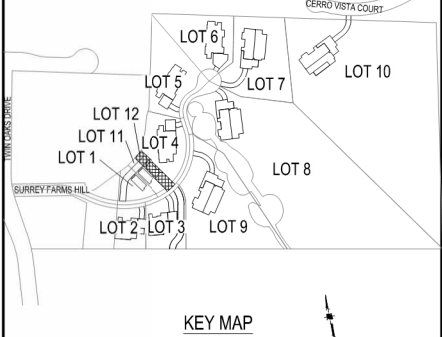 CERRO VISTA COURT
LOT 6
LOT 10
LOT 7
LOT 5
TWIN OAKS DRIVE
LOT 12
LOT 11
LOT 4
LOT 1
LOT 8
SURREY FARMS HILL
LOT 2
LOT 3
LOT 9
KEY MAP